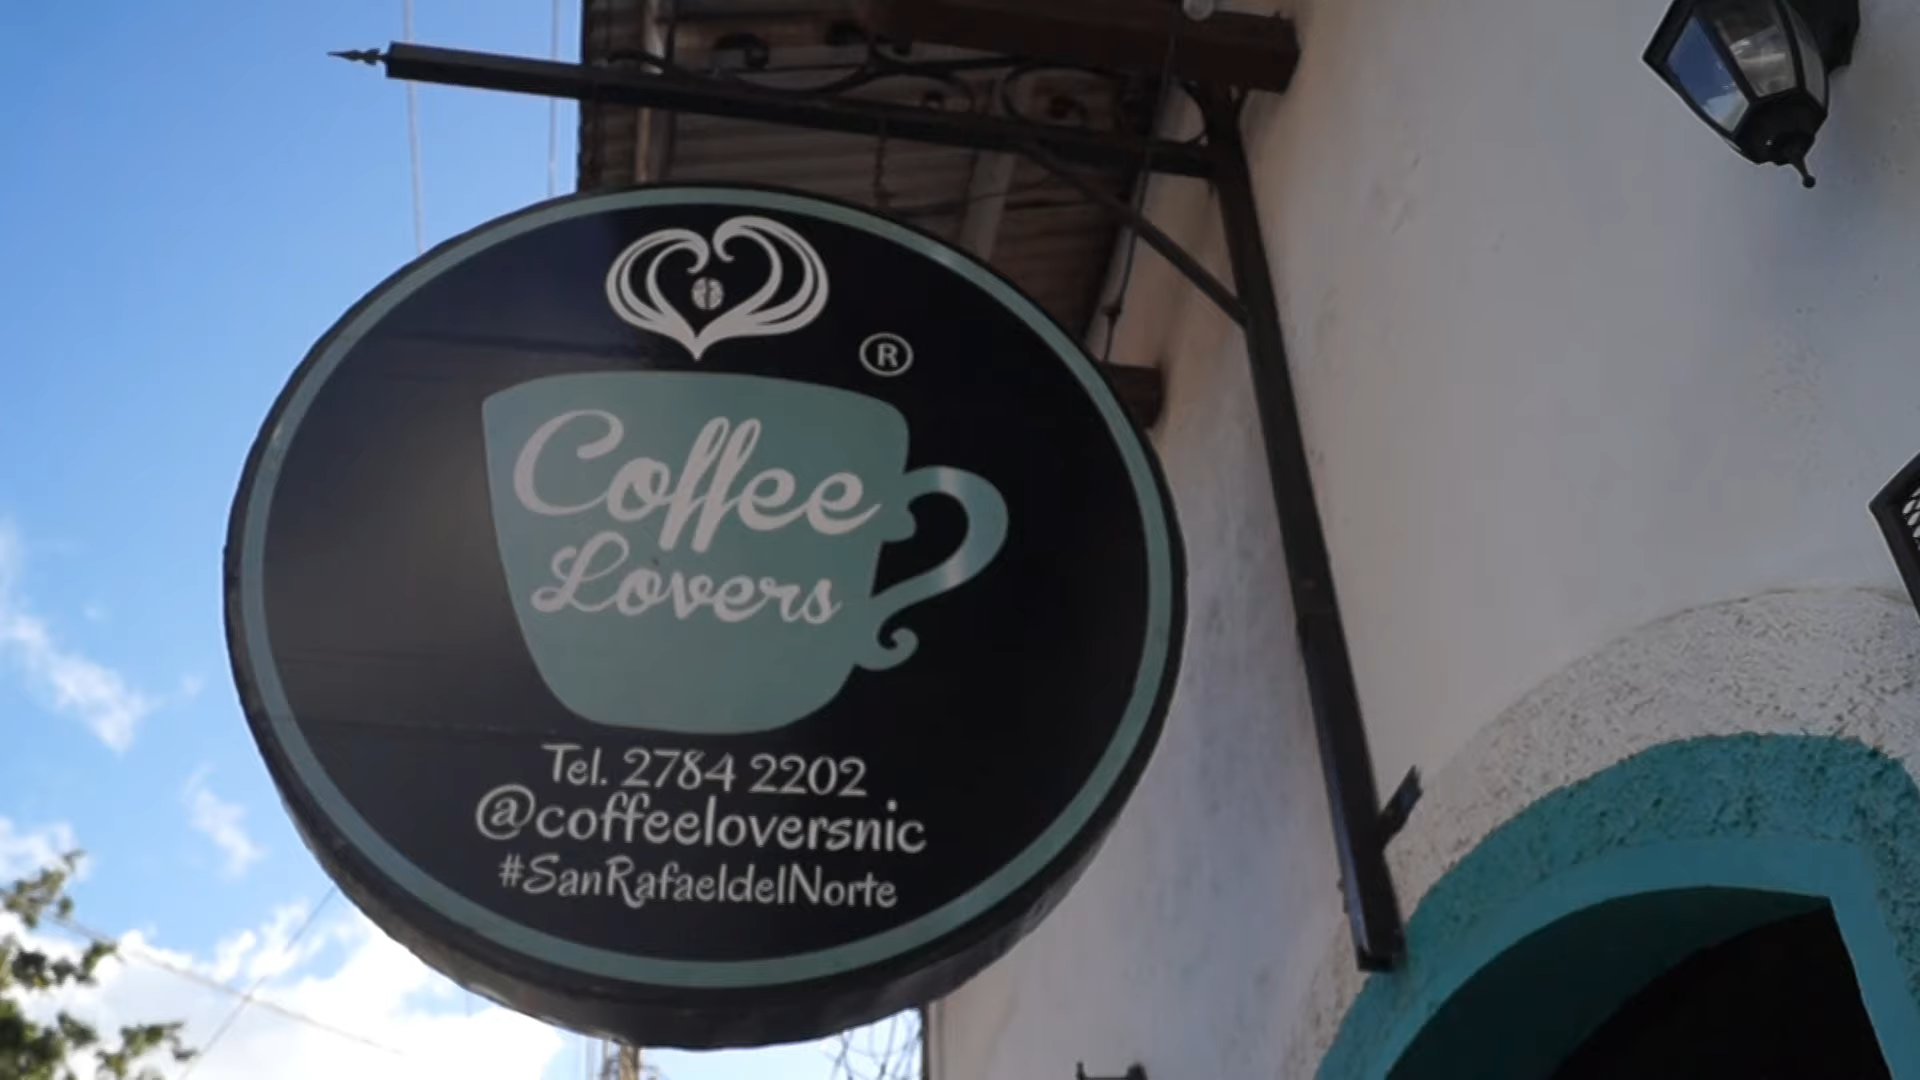 ®
Coffee
Lovers
Tel. 2784 2202
@coffeeloversnic
#SanRafaeldelNorte